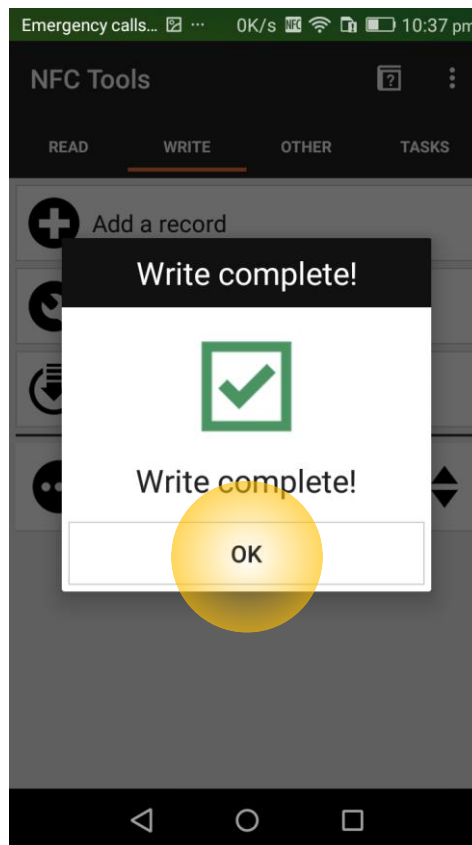 Emergency calls... ··· 0K/s NFC 10:37 pm
NFC Tools
READ WRITE OTHER TASKS
Add a record
Write complete!
Write complete!
OK